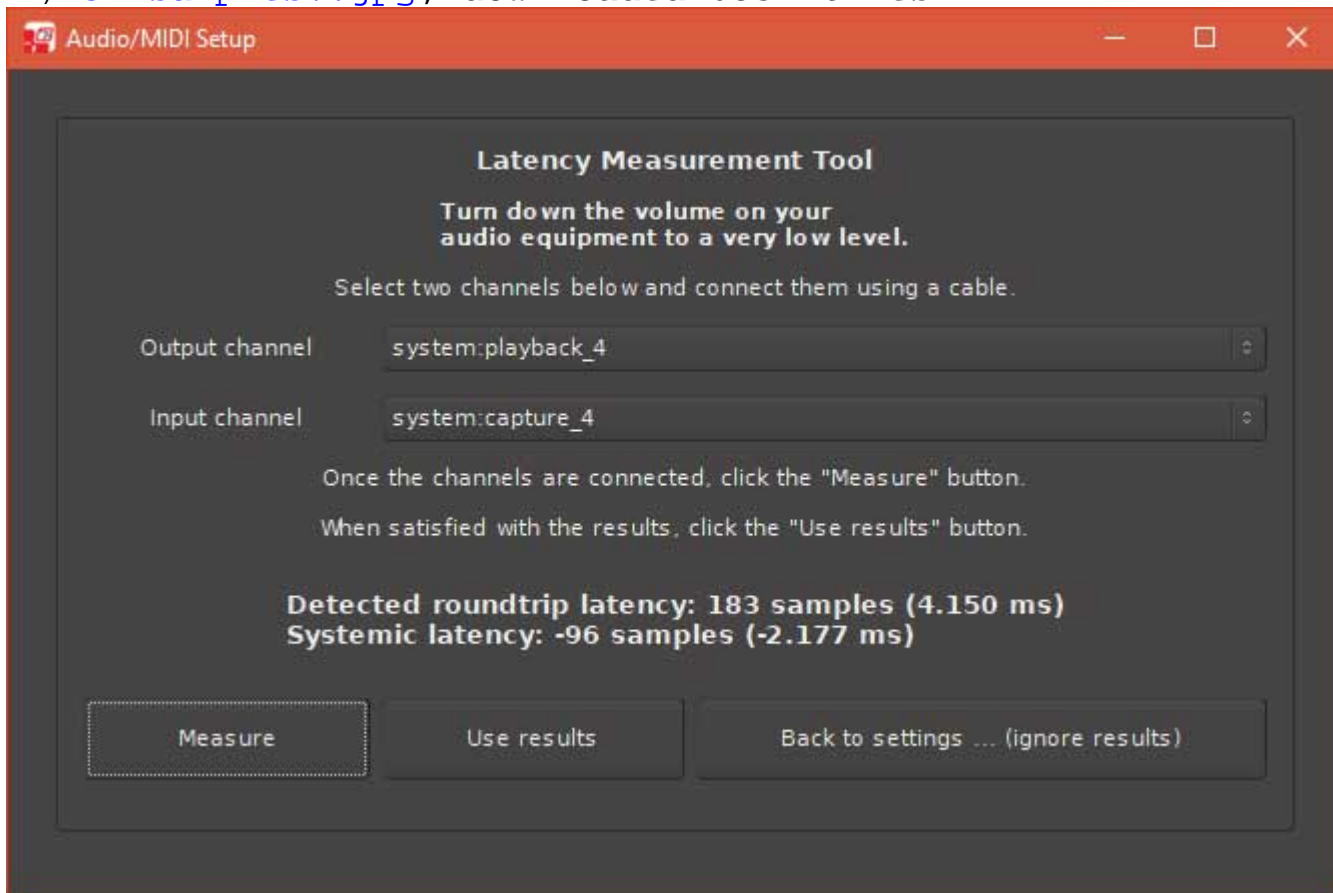 Audio/MIDI Setup
Latency Measurement Tool
Turn down the volume on your
audio equipment to a very low level.
Select two channels below and connect them using a cable.
Output channel system:playback_4
Input channel system:capture_4
Once the channels are connected, click the "Measure" button.
When satisfied with the results, click the "Use results" button.
Detected roundtrip latency: 183 samples (4.150 ms)
Systemic latency: -96 samples (-2.177 ms)
Measure Use results Back to settings ... (ignore results)